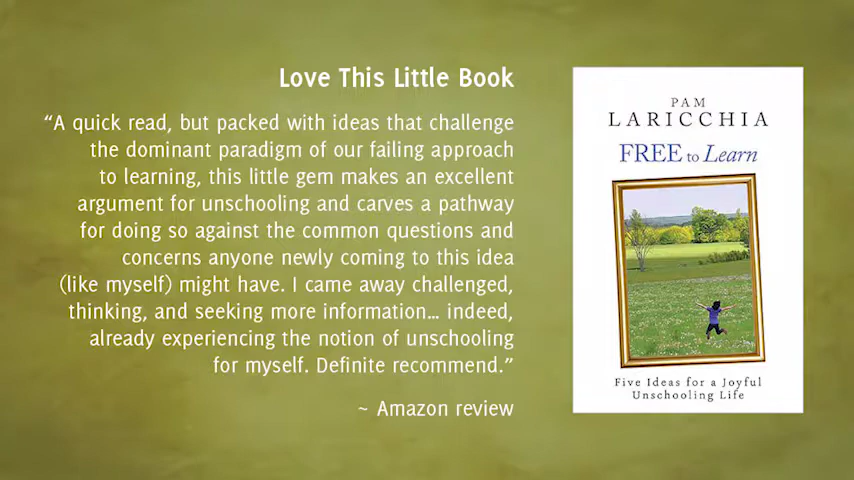 Love This Little Book
“A quick read, but packed with ideas that challenge
the dominant paradigm of our failing approach
to learning, this little gem makes an excellent
argument for unschooling and carves a pathway
for doing so against the common questions and
concerns anyone newly coming to this idea
(like myself) might have. I came away challenged,
thinking, and seeking more information... indeed,
already experiencing the notion of unschooling
for myself. Definite recommend.”
~ Amazon review
PAM
LARICCHIA
FREE to Learn
Five Ideas for a Joyful
Unschooling Life